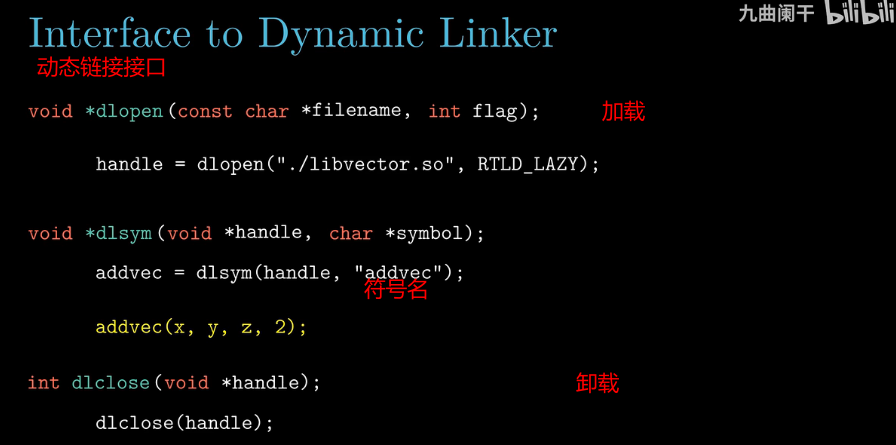 九曲阑干 bilibili
Interface to Dynamic Linker
动态链接接口
void *dlopen(const char *filename, int flag); 加载
handle = dlopen("./libvector.so", RTLD_LAZY);
void *dlsym(void *handle, char *symbol);
addvec = dlsym(handle, "addvec");
符号名
addvec(x, y, z, 2);
int dlclose(void *handle); 卸载
dlclose(handle);